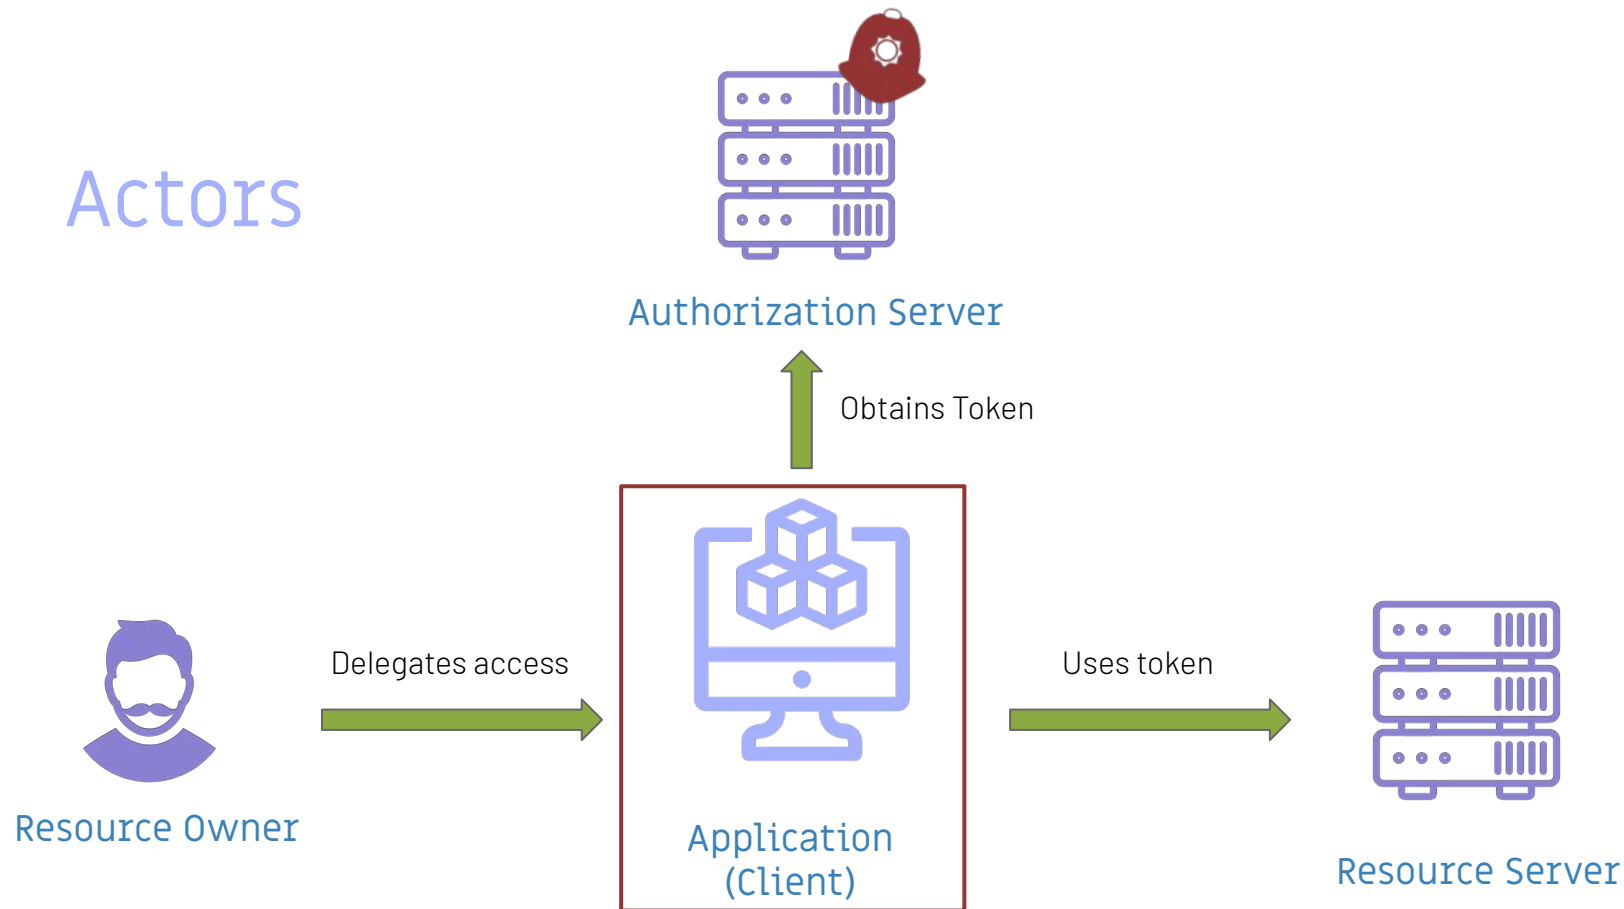 Actors
Authorization Server
Obtains Token
Delegates access
Uses token
Resource Owner
Application
(Client)
Resource Server